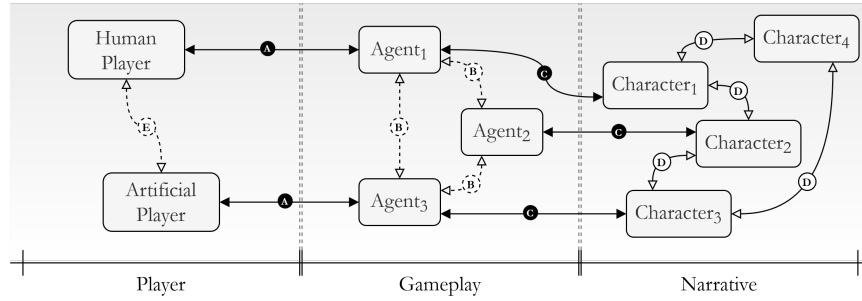 Human
Player
A
Agent1
B
C
D
Character4
Character1
D
B
E
Agent2
C
Character2
B
D
D
Artificial
Player
A
Agent3
C
Character3
Player
Gameplay
Narrative